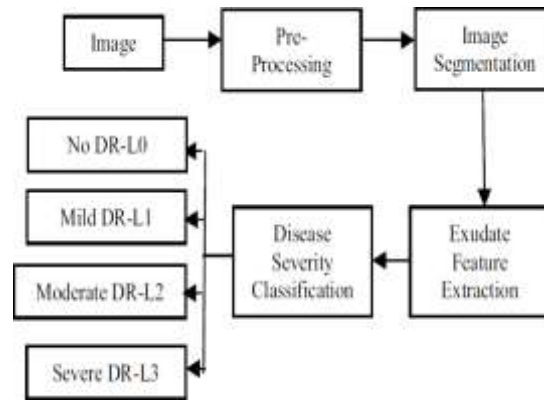 Image
Pre-
Processing
Image
Segmentation
No DR-L0
Mild DR-L1
Moderate DR-L2
Severe DR-L3
Disease
Severity
Classification
Exudate
Feature
Extraction